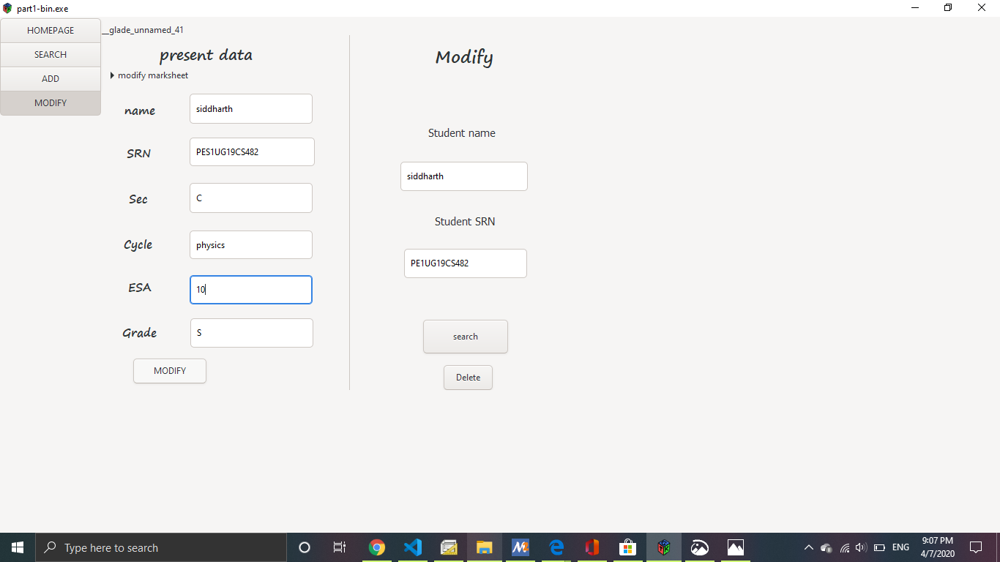 part1-bin.exe
HOMEPAGE
SEARCH
ADD
MODIFY
__glade_unnamed_41
present data
modify marksheet
name siddharth
SRN PES1UG19CS482
Sec C
Cycle physics
ESA 10
Grade S
MODIFY
Modify
Student name
siddharth
Student SRN
PE1UG19CS482
search
Delete
Type here to search
ENG
9:07 PM
4/7/2020